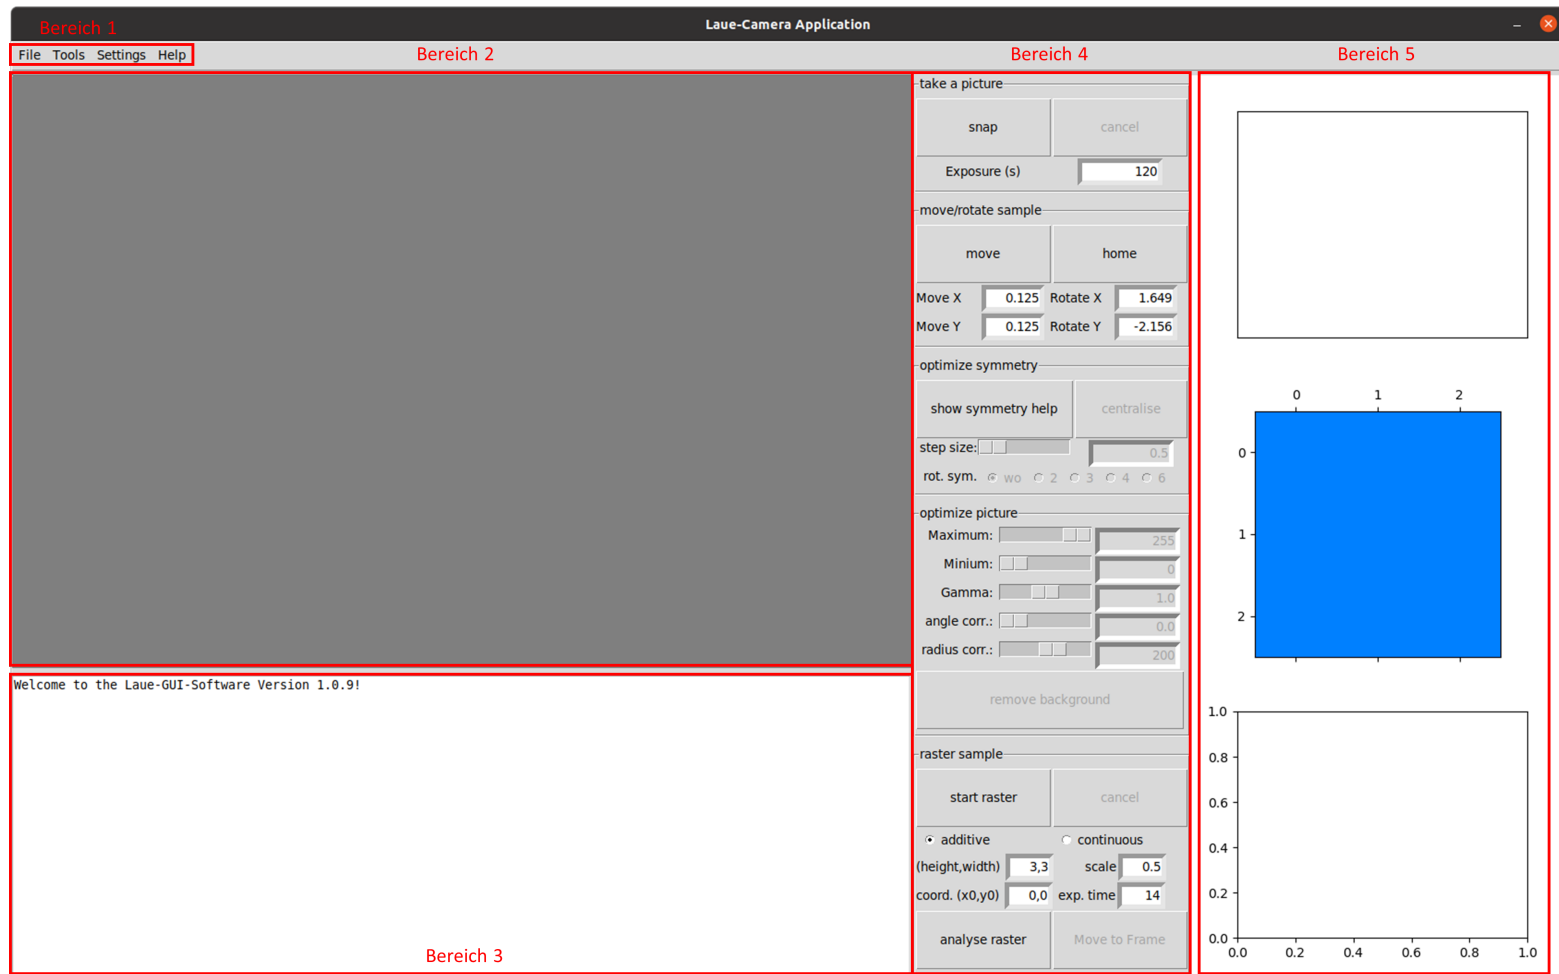 Laue-Camera Application
Bereich 1
File Tools Settings Help
Bereich 2
Bereich 4
Bereich 5
take a picture
snap cancel
Exposure (s) 120
move/rotate sample
move home
Move X 0.125 Rotate X 1.649
Move Y 0.125 Rotate Y -2.156
optimize symmetry
show symmetry help centralise
step size: 0.5
rot. sym. wo 2 3 4 6
optimize picture
Maximum: 255
Minium: 0
Gamma: 1.0
angle corr.: 0.0
radius corr.: 200
remove background
raster sample
start raster cancel
additive continuous
(height,width) 3,3 scale 0.5
coord. (x0,y0) 0,0 exp. time 14
analyse raster Move to Frame
0 1 2
0
1
2
1.0
0.8
0.6
0.4
0.2
0.0
0.0 0.2 0.4 0.6 0.8 1.0
Welcome to the Laue-GUI-Software Version 1.0.9!
Bereich 3